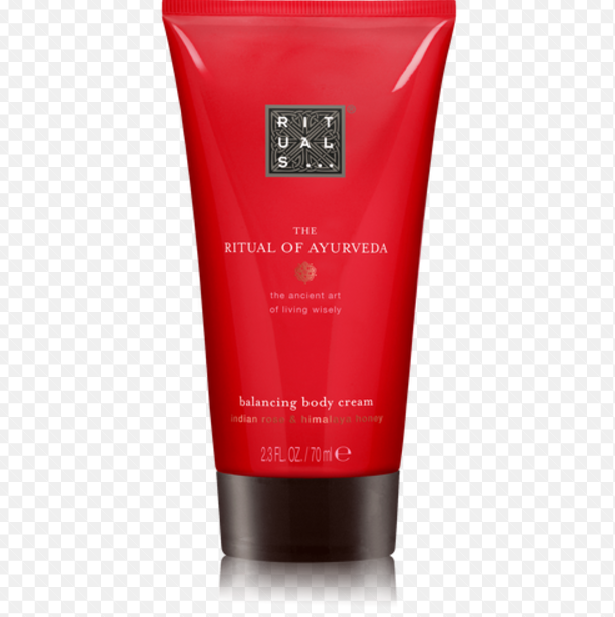 RIT
UAL
S...
®
THE
RITUAL OF AYURVEDA
the ancient art
of living wisely
balancing body cream
indian rose & himalaya honey
2.3 FL. OZ. / 70 ml ℮